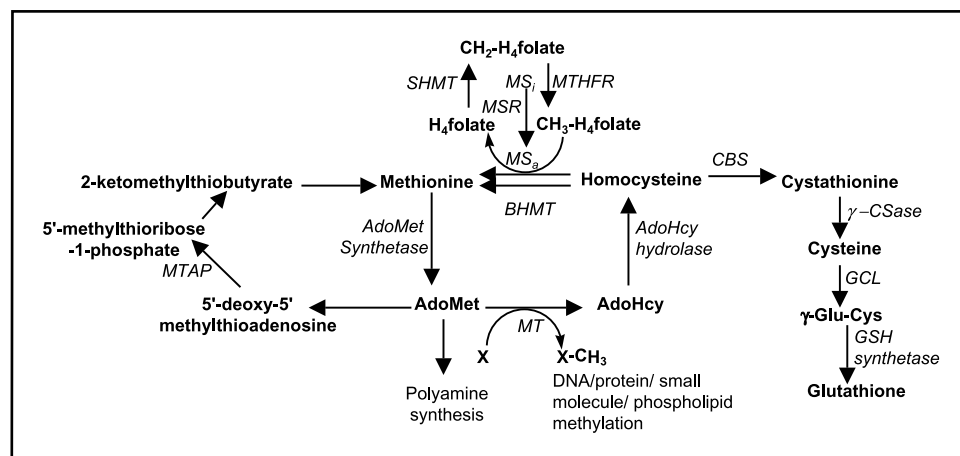 CH₂-H₄folate
SHMT
MSᵢ
MTHFR
MSR
H₄folate
CH₃-H₄folate
MSₐ
CBS
2-ketomethylthiobutyrate
Methionine
Homocysteine
Cystathionine
BHMT
γ-CSase
5'-methylthioribose
-1-phosphate
AdoMet
Synthetase
AdoHcy
hydrolase
Cysteine
MTAP
GCL
5'-deoxy-5'
methylthioadenosine
AdoMet
AdoHcy
γ-Glu-Cys
MT
GSH
synthetase
X
X-CH₃
Polyamine
synthesis
DNA/protein/ small
molecule/ phospholipid
methylation
Glutathione